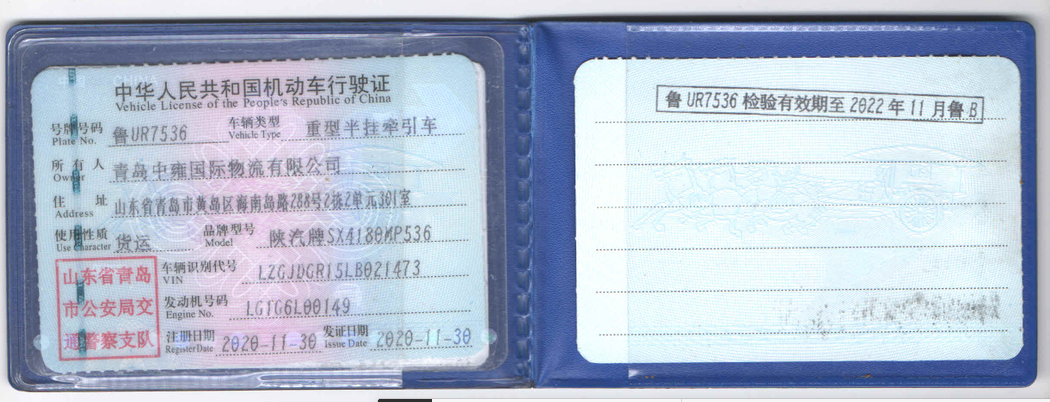 中华人民共和国机动车行驶证
Vehicle License of the People's Republic of China
号牌号码 鲁UR7536 车辆类型 重型半挂牵引车
Plate No. Vehicle Type
所有人 青岛中雍国际物流有限公司
Owner
住址 山东省青岛市黄岛区海南岛路288号2栋2单元301室
Address
使用性质 货运 品牌型号 陕汽牌SX4180MP536
Use Character Model
车辆识别代号 LZGJDGR15LB021473
VIN
发动机号码 LGTG6L00149
Engine No.
注册日期 2020-11-30 发证日期 2020-11-30
Register Date Issue Date
山东省青岛
市公安局交
通警察支队
鲁UR7536 检验有效期至 2022年11月鲁B